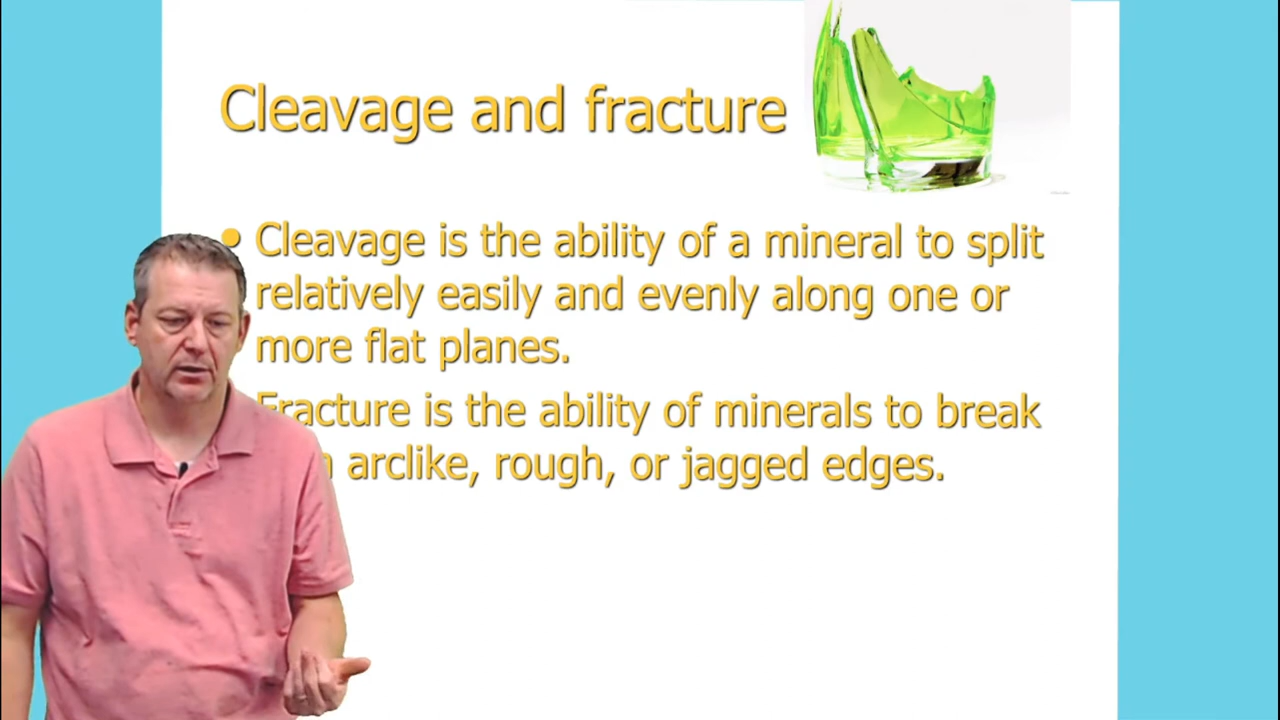 Cleavage and fracture
• Cleavage is the ability of a mineral to split
relatively easily and evenly along one or
more flat planes.
Fracture is the ability of minerals to break
arclike, rough, or jagged edges.